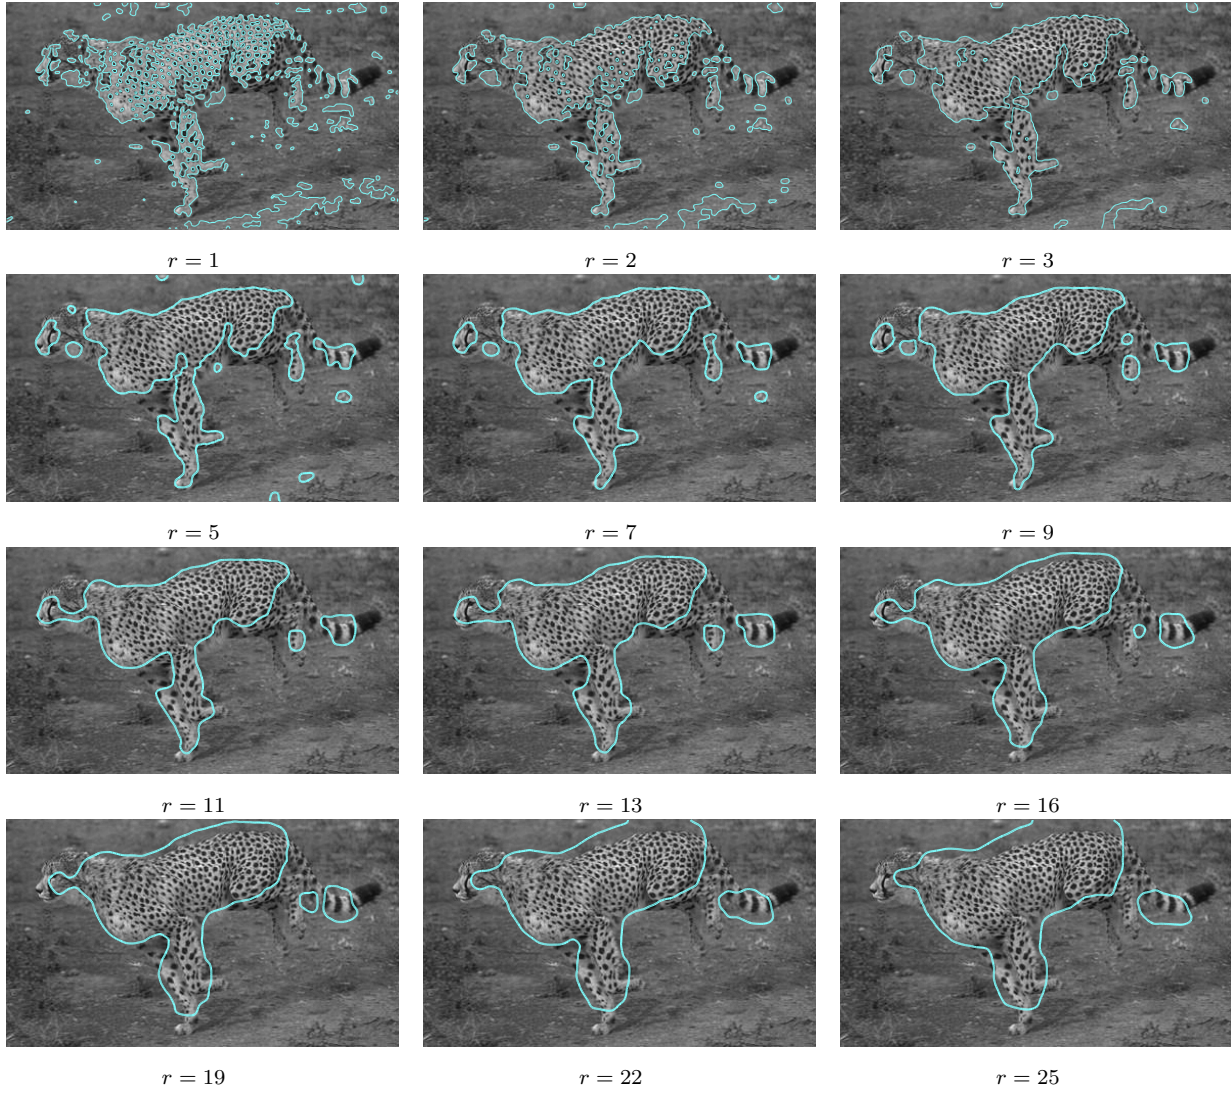 r = 1 r = 2 r = 3
r = 5 r = 7 r = 9
r = 11 r = 13 r = 16
r = 19 r = 22 r = 25